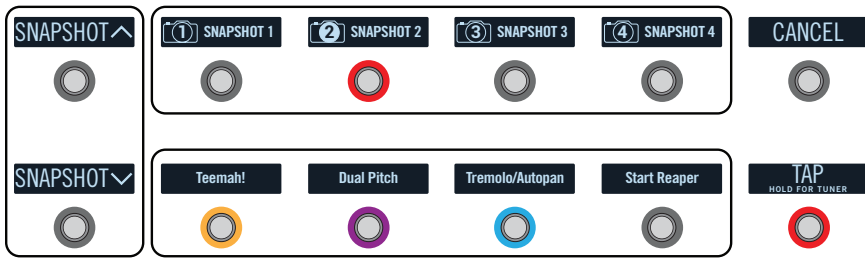 SNAPSHOT
1 SNAPSHOT 1
2 SNAPSHOT 2
3 SNAPSHOT 3
4 SNAPSHOT 4
CANCEL
SNAPSHOT
Teemah!
Dual Pitch
Tremolo/Autopan
Start Reaper
TAP
HOLD FOR TUNER